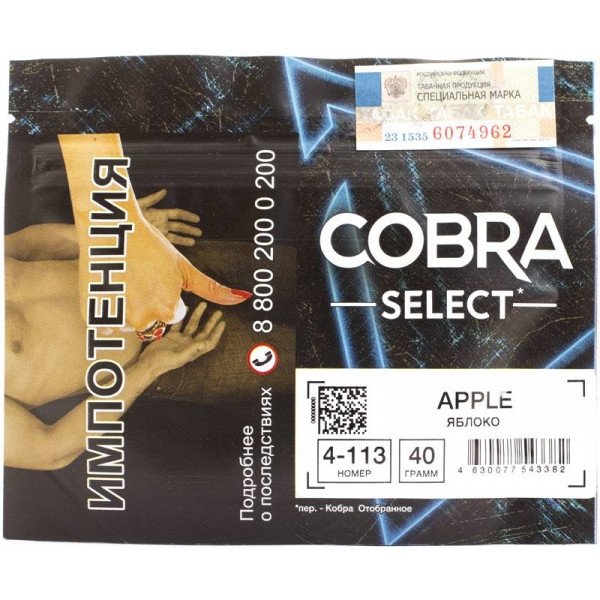 РОССИЙСКАЯ ФЕДЕРАЦИЯ
ТАБАЧНАЯ ПРОДУКЦИЯ
СПЕЦИАЛЬНАЯ МАРКА
ТАБАК
23 1535 6074962
ИМПОТЕНЦИЯ
Подробнее
о последствиях
8 800 200 0 200
COBRA
SELECT*
APPLE
ЯБЛОКО
4-113
НОМЕР
40
ГРАММ
4 630077 543382
*пер. - Кобра Отобранное